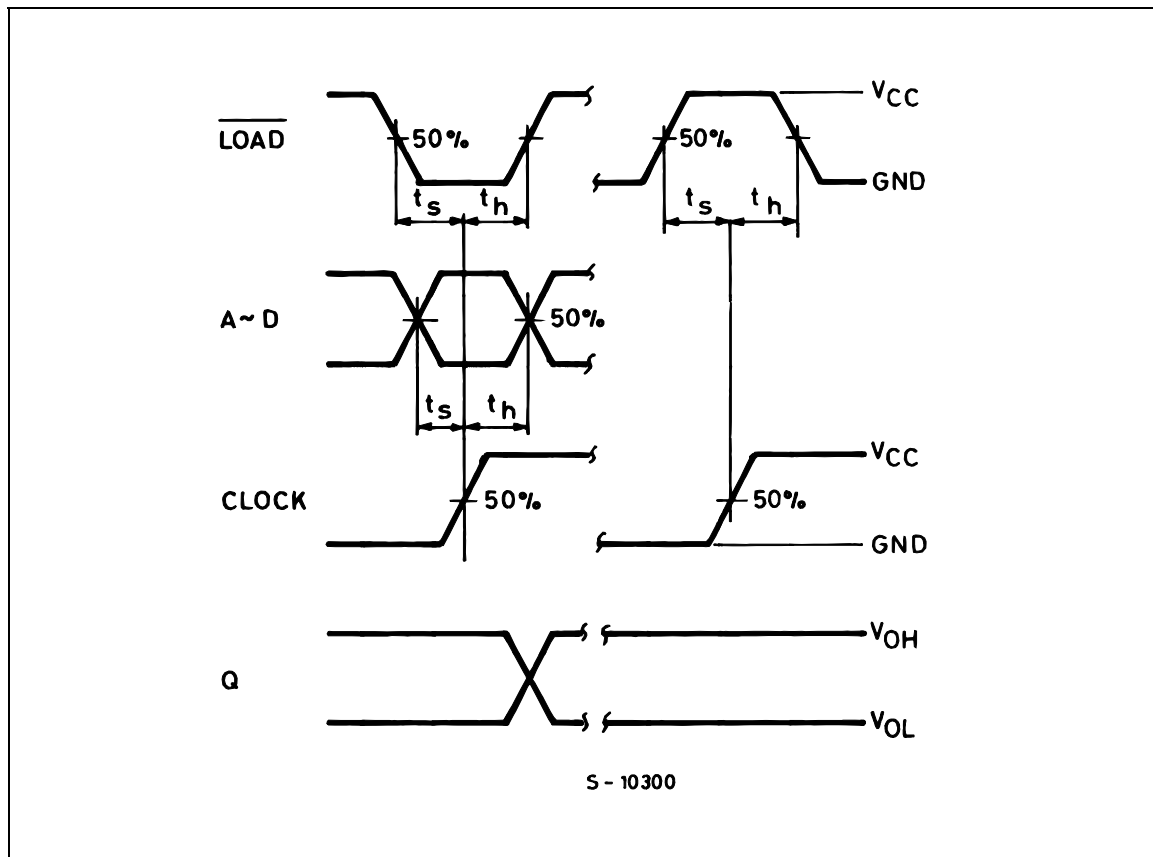 VCC
LOAD 50% 50%
GND
ts th ts th
A~D 50%
ts th
VCC
CLOCK 50% 50%
GND
VOH
Q
VOL
S-10300